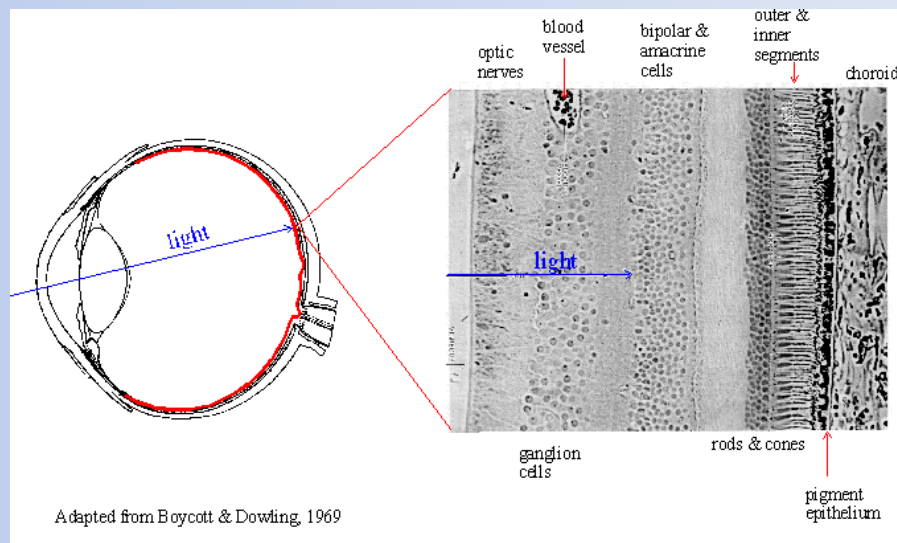 optic
nerves
blood
vessel
bipolar &
amacrine
cells
outer &
inner
segments
choroid
light
light
ganglion
cells
rods & cones
pigment
epithelium
Adapted from Boycott & Dowling, 1969